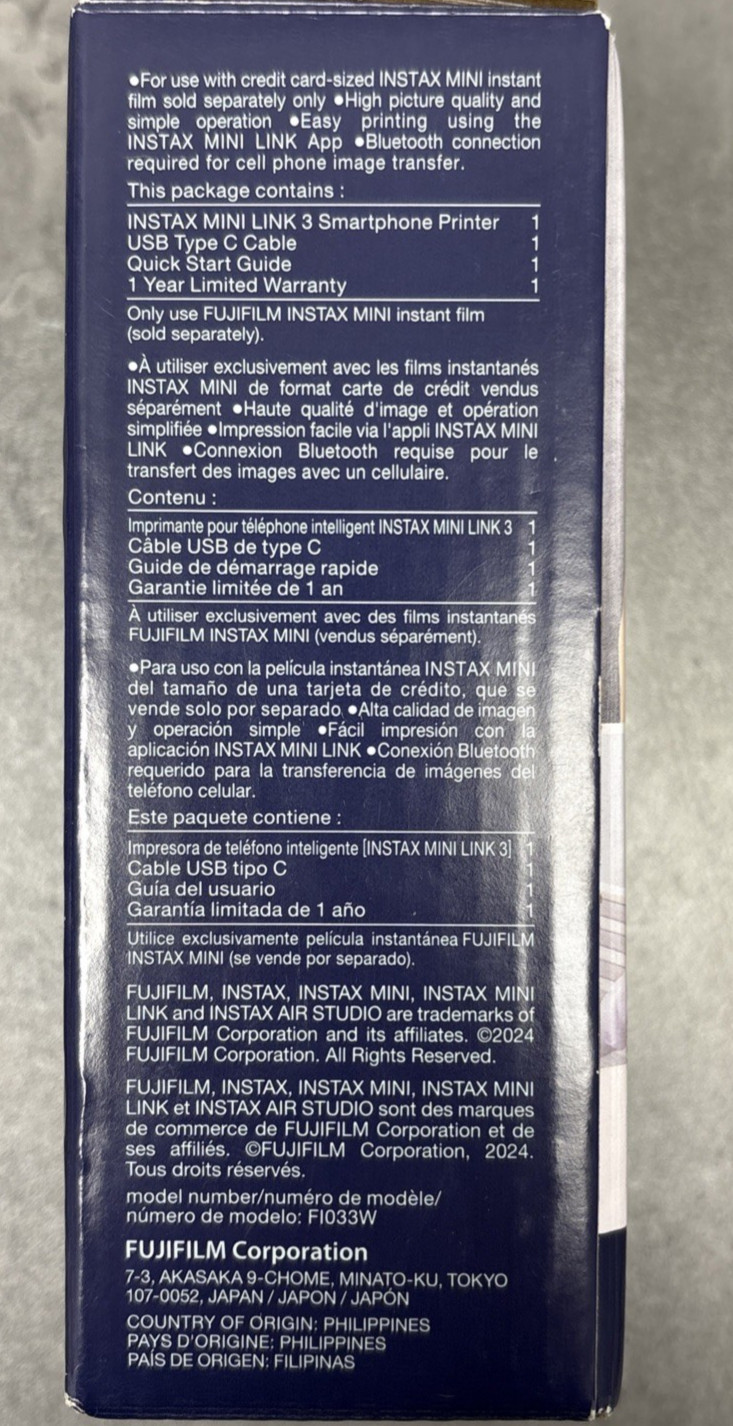 ●For use with credit card-sized INSTAX MINI instant
film sold separately only ●High picture quality and
simple operation ●Easy printing using the
INSTAX MINI LINK App ●Bluetooth connection
required for cell phone image transfer.
This package contains :
INSTAX MINI LINK 3 Smartphone Printer 1
USB Type C Cable 1
Quick Start Guide 1
1 Year Limited Warranty 1
Only use FUJIFILM INSTAX MINI instant film
(sold separately).
●À utiliser exclusivement avec les films instantanés
INSTAX MINI de format carte de crédit vendus
séparément ●Haute qualité d'image et opération
simplifiée ●Impression facile via l'appli INSTAX MINI
LINK ●Connexion Bluetooth requise pour le
transfert des images avec un cellulaire.
Contenu :
Imprimante pour téléphone intelligent INSTAX MINI LINK 3 1
Câble USB de type C 1
Guide de démarrage rapide 1
Garantie limitée de 1 an 1
À utiliser exclusivement avec des films instantanés
FUJIFILM INSTAX MINI (vendus séparément).
●Para uso con la película instantánea INSTAX MINI
del tamaño de una tarjeta de crédito, que se
vende solo por separado ●Alta calidad de imagen
y operación simple ●Fácil impresión con la
aplicación INSTAX MINI LINK ●Conexión Bluetooth
requerido para la transferencia de imágenes del
teléfono celular.
Este paquete contiene :
Impresora de teléfono inteligente [INSTAX MINI LINK 3] 1
Cable USB tipo C 1
Guía del usuario 1
Garantía limitada de 1 año 1
Utilice exclusivamente película instantánea FUJIFILM
INSTAX MINI (se vende por separado).
FUJIFILM, INSTAX, INSTAX MINI, INSTAX MINI
LINK and INSTAX AIR STUDIO are trademarks of
FUJIFILM Corporation and its affiliates. ©2024
FUJIFILM Corporation. All Rights Reserved.
FUJIFILM, INSTAX, INSTAX MINI, INSTAX MINI
LINK et INSTAX AIR STUDIO sont des marques
de commerce de FUJIFILM Corporation et de
ses affiliés. ©FUJIFILM Corporation, 2024.
Tous droits réservés.
model number/numéro de modèle/
número de modelo: FI033W
FUJIFILM Corporation
7-3, AKASAKA 9-CHOME, MINATO-KU, TOKYO
107-0052, JAPAN / JAPON / JAPÓN
COUNTRY OF ORIGIN: PHILIPPINES
PAYS D'ORIGINE: PHILIPPINES
PAÍS DE ORIGEN: FILIPINAS